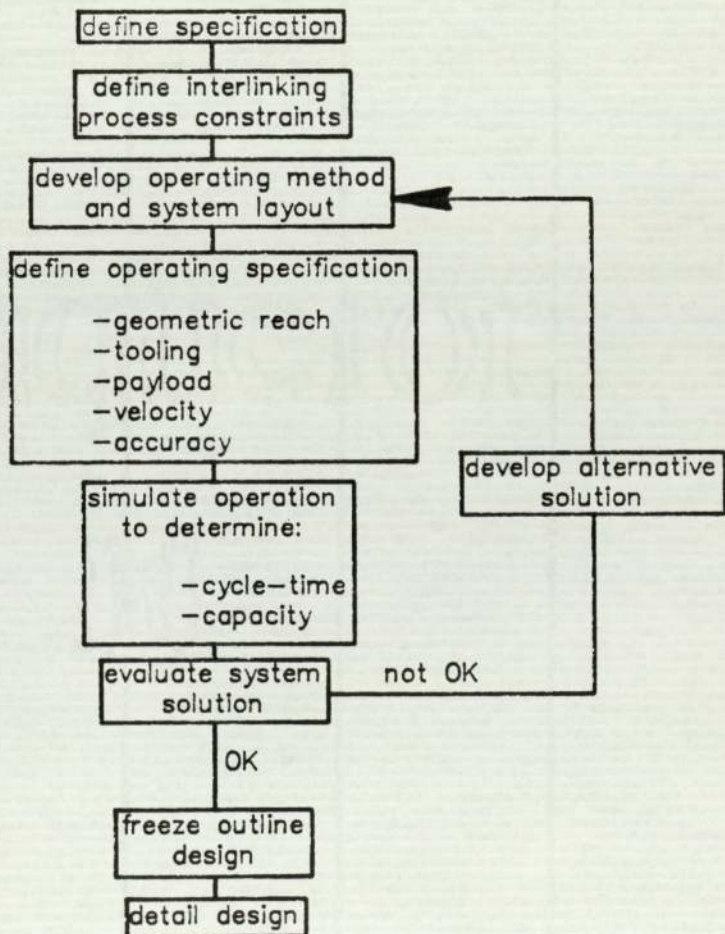 define specification
define interlinking
process constraints
develop operating method
and system layout
define operating specification
-geometric reach
-tooling
-payload
-velocity
-accuracy
simulate operation
to determine:
-cycle-time
-capacity
evaluate system
solution
not OK
develop alternative
solution
OK
freeze outline
design
detail design